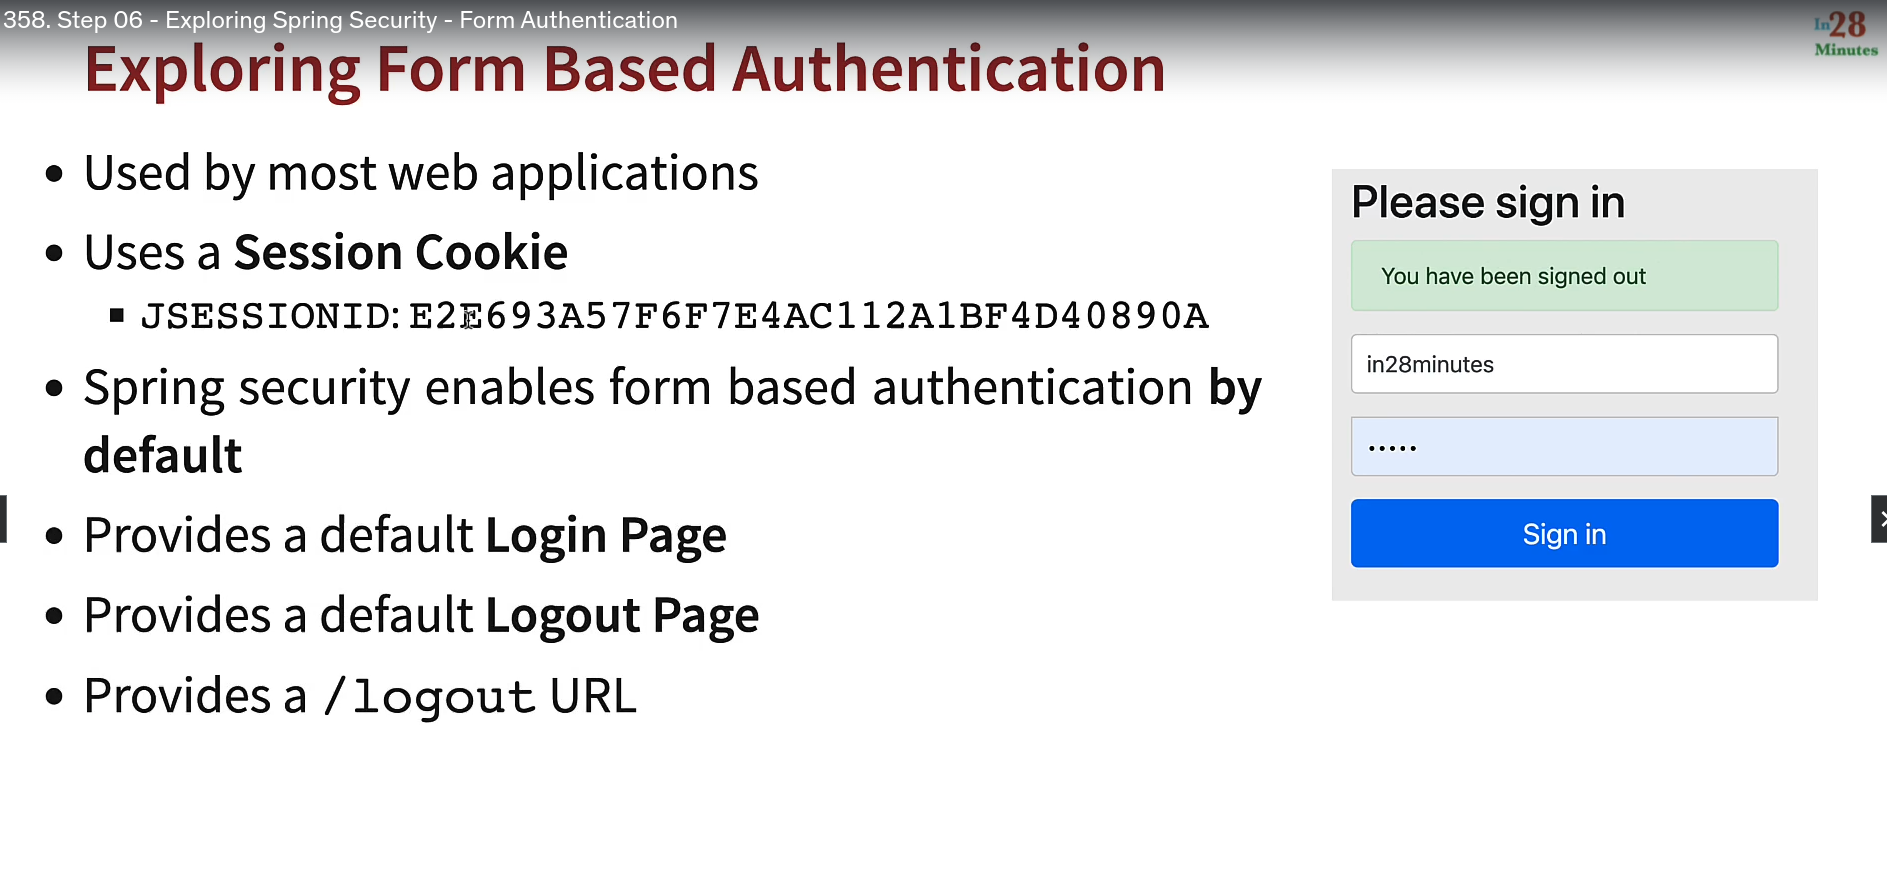 358. Step 06 - Exploring Spring Security - Form Authentication
In28
Minutes
Exploring Form Based Authentication
Used by most web applications
Uses a Session Cookie
JSESSIONID: E2E693A57F6F7E4AC112A1BF4D40890A
Spring security enables form based authentication by
default
Provides a default Login Page
Provides a default Logout Page
Provides a /logout URL
Please sign in
You have been signed out
in28minutes
Sign in